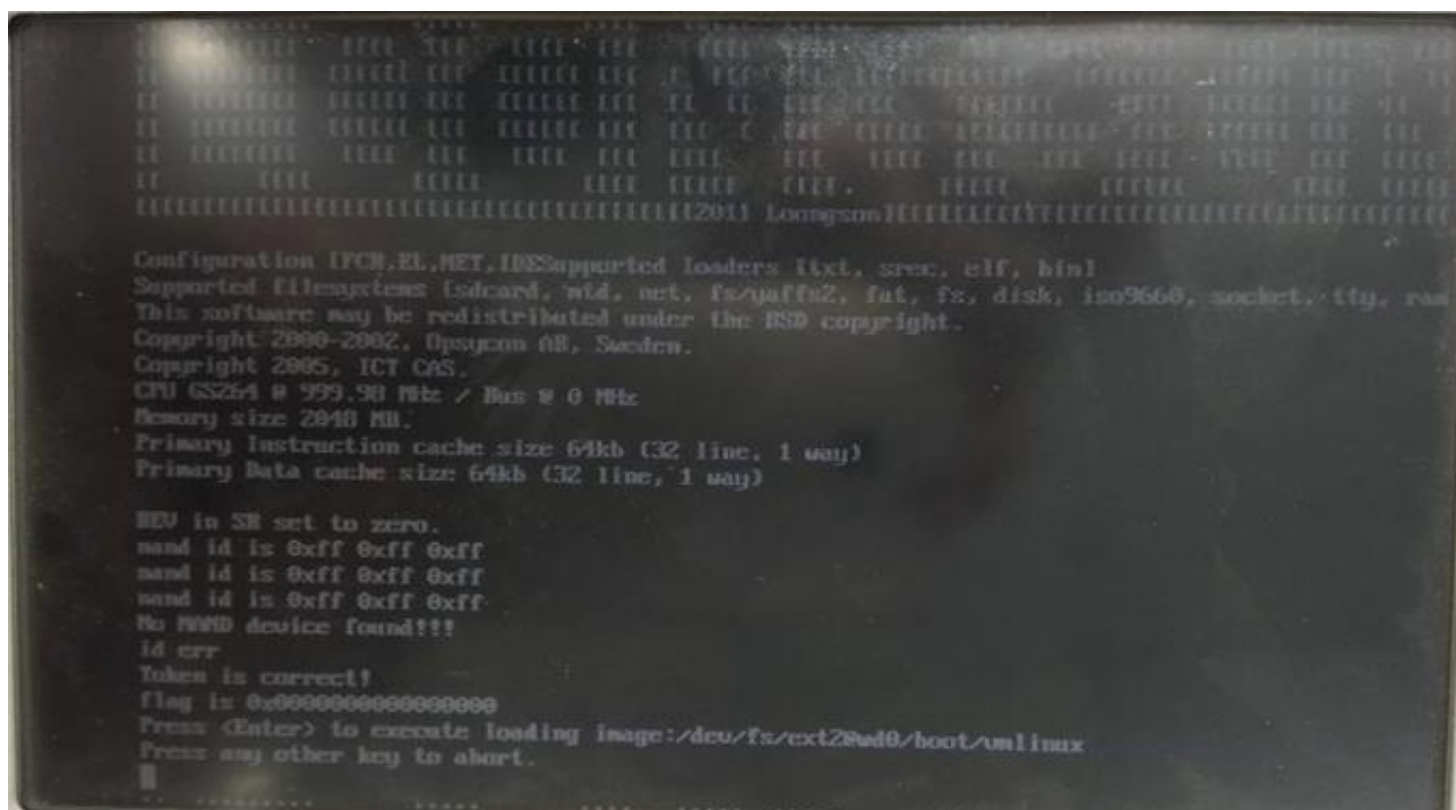 2011 Loongson
Configuration [FCR,EL,NET,IDESupported loaders [txt, srec, elf, bin]
Supported filesystems [sdcard, mtd, net, fs/yaffs2, fat, fs, disk, iso9660, socket, tty,
This software may be redistributed under the BSD copyright.
Copyright 2000-2002, Opsycon AB, Sweden.
Copyright 2005, ICT CAS.
CPU GS264 @ 999.98 MHz / Bus @ 0 MHz
Memory size 2048 MB.
Primary Instruction cache size 64kb (32 line, 1 way)
Primary Data cache size 64kb (32 line, 1 way)
BEV in SR set to zero.
nand id is 0xff 0xff 0xff
nand id is 0xff 0xff 0xff
nand id is 0xff 0xff 0xff
No NAND device found!!!
id err
Token is correct!
flag is 0x0000000000000000
Press <Enter> to execute loading image:/dev/fs/ext2@wd0/boot/vmlinux
Press any other key to abort.